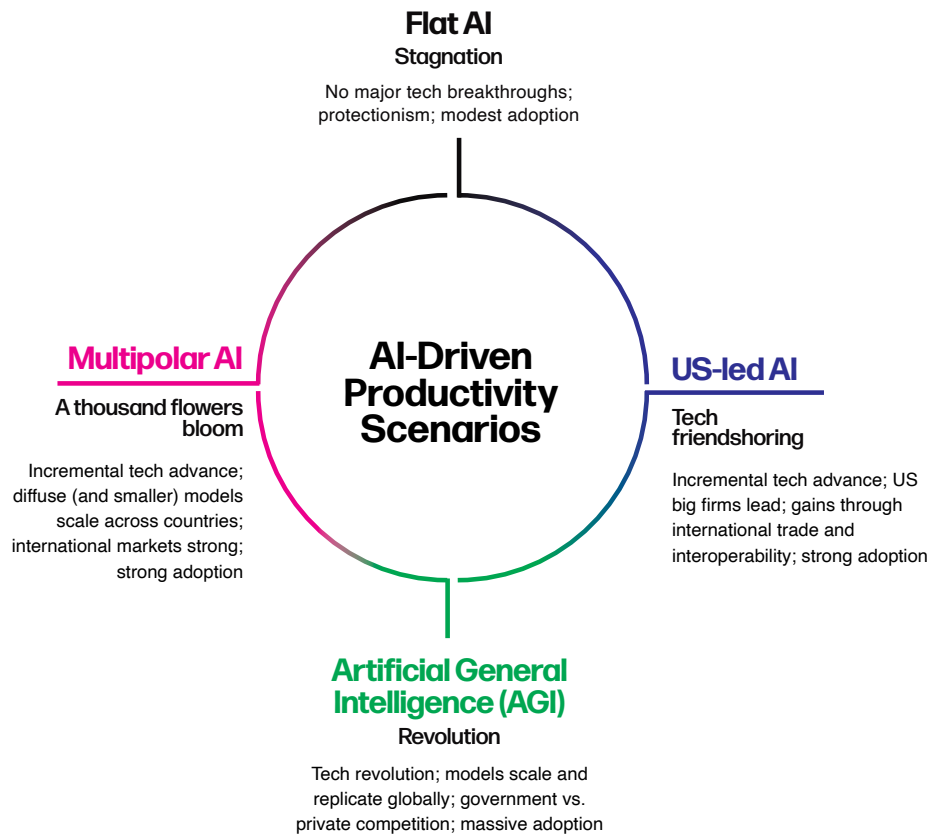 Flat AI
Stagnation
No major tech breakthroughs;
protectionism; modest adoption
Multipolar AI
A thousand flowers
bloom
Incremental tech advance;
diffuse (and smaller) models
scale across countries;
international markets strong;
strong adoption
AI-Driven
Productivity
Scenarios
US-led AI
Tech
friendshoring
Incremental tech advance; US
big firms lead; gains through
international trade and
interoperability; strong adoption
Artificial General
Intelligence (AGI)
Revolution
Tech revolution; models scale and
replicate globally; government vs.
private competition; massive adoption